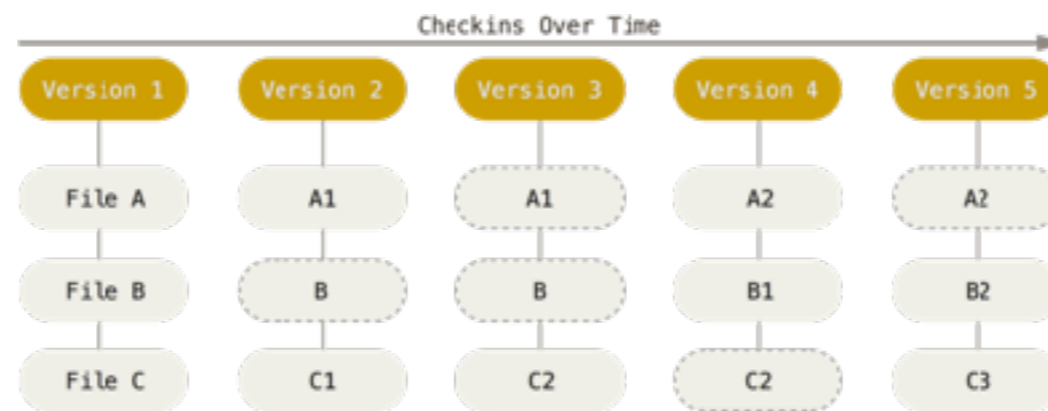 Checkins Over Time
Version 1 Version 2 Version 3 Version 4 Version 5
File A A1 A1 A2 A2
File B B B B1 B2
File C C1 C2 C2 C3